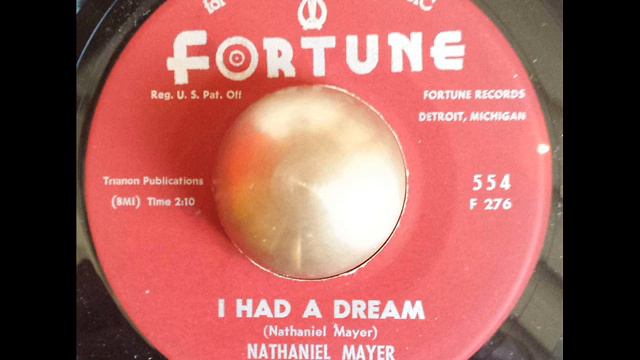 FORTUNE
Reg. U. S. Pat. Off
FORTUNE RECORDS
DETROIT, MICHIGAN
Trianon Publications
(BMI) Time 2:10
554
F 276
I HAD A DREAM
(Nathaniel Mayer)
NATHANIEL MAYER